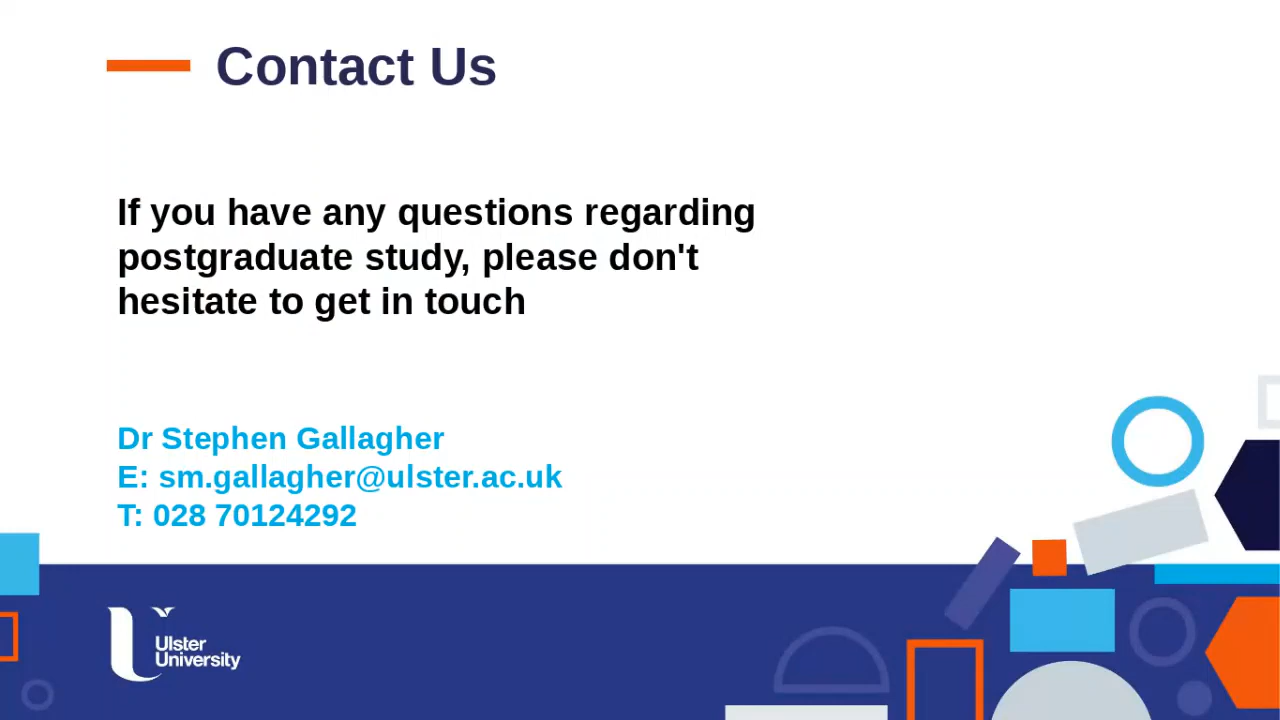 Contact Us
If you have any questions regarding
postgraduate study, please don't
hesitate to get in touch
Dr Stephen Gallagher
E: sm.gallagher@ulster.ac.uk
T: 028 70124292
Ulster
University